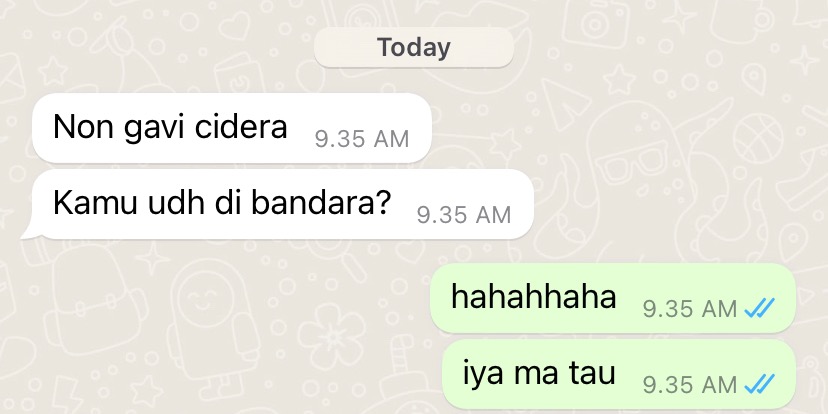 Today
Non gavi cidera 9.35 AM
Kamu udh di bandara? 9.35 AM
hahahhaha 9.35 AM
iya ma tau 9.35 AM